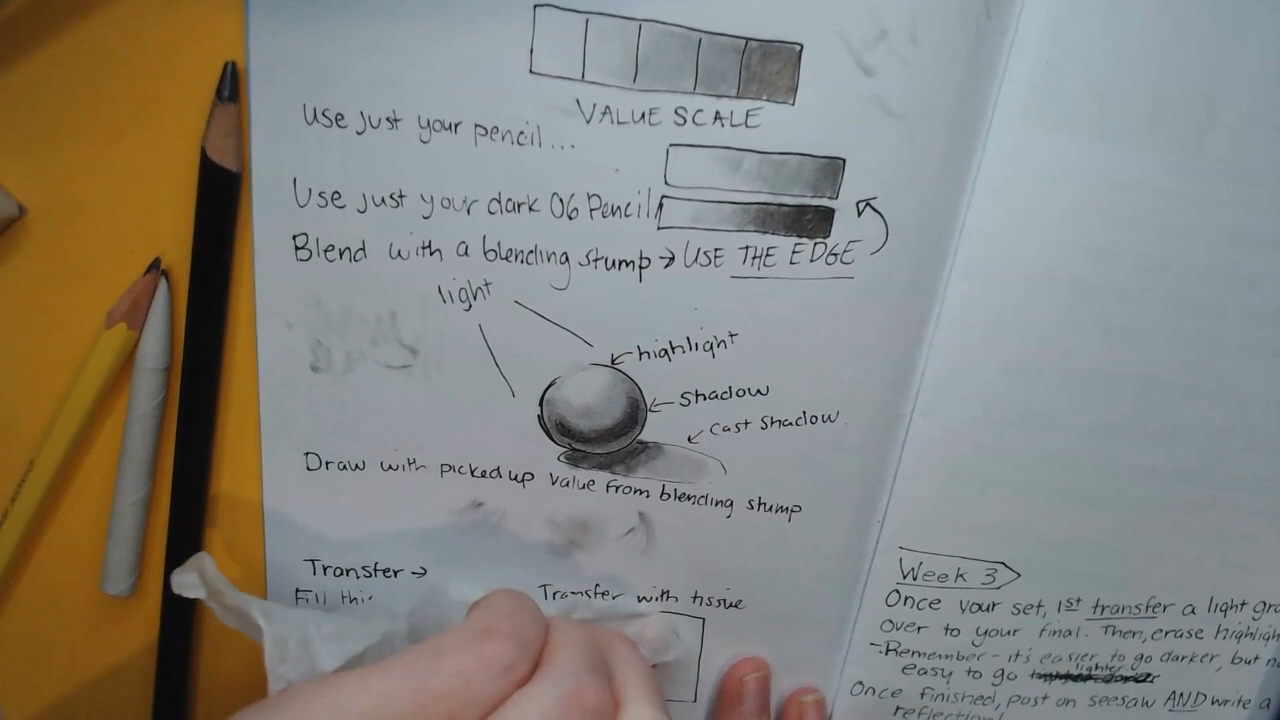 VALUE SCALE
Use just your pencil...
Use just your dark 06 Pencil
Blend with a blending stump → USE THE EDGE
light
highlight
Shadow
Cast Shadow
Draw with picked up value from blending stump
Transfer →
Fill
Transfer with tissue
Week 3
Once your set, 1st transfer a light
over to your final. Then, erase
- Remember - it's easier to go darker, but
easy to go lighter
Once finished, post on seesaw AND write a
reflection!